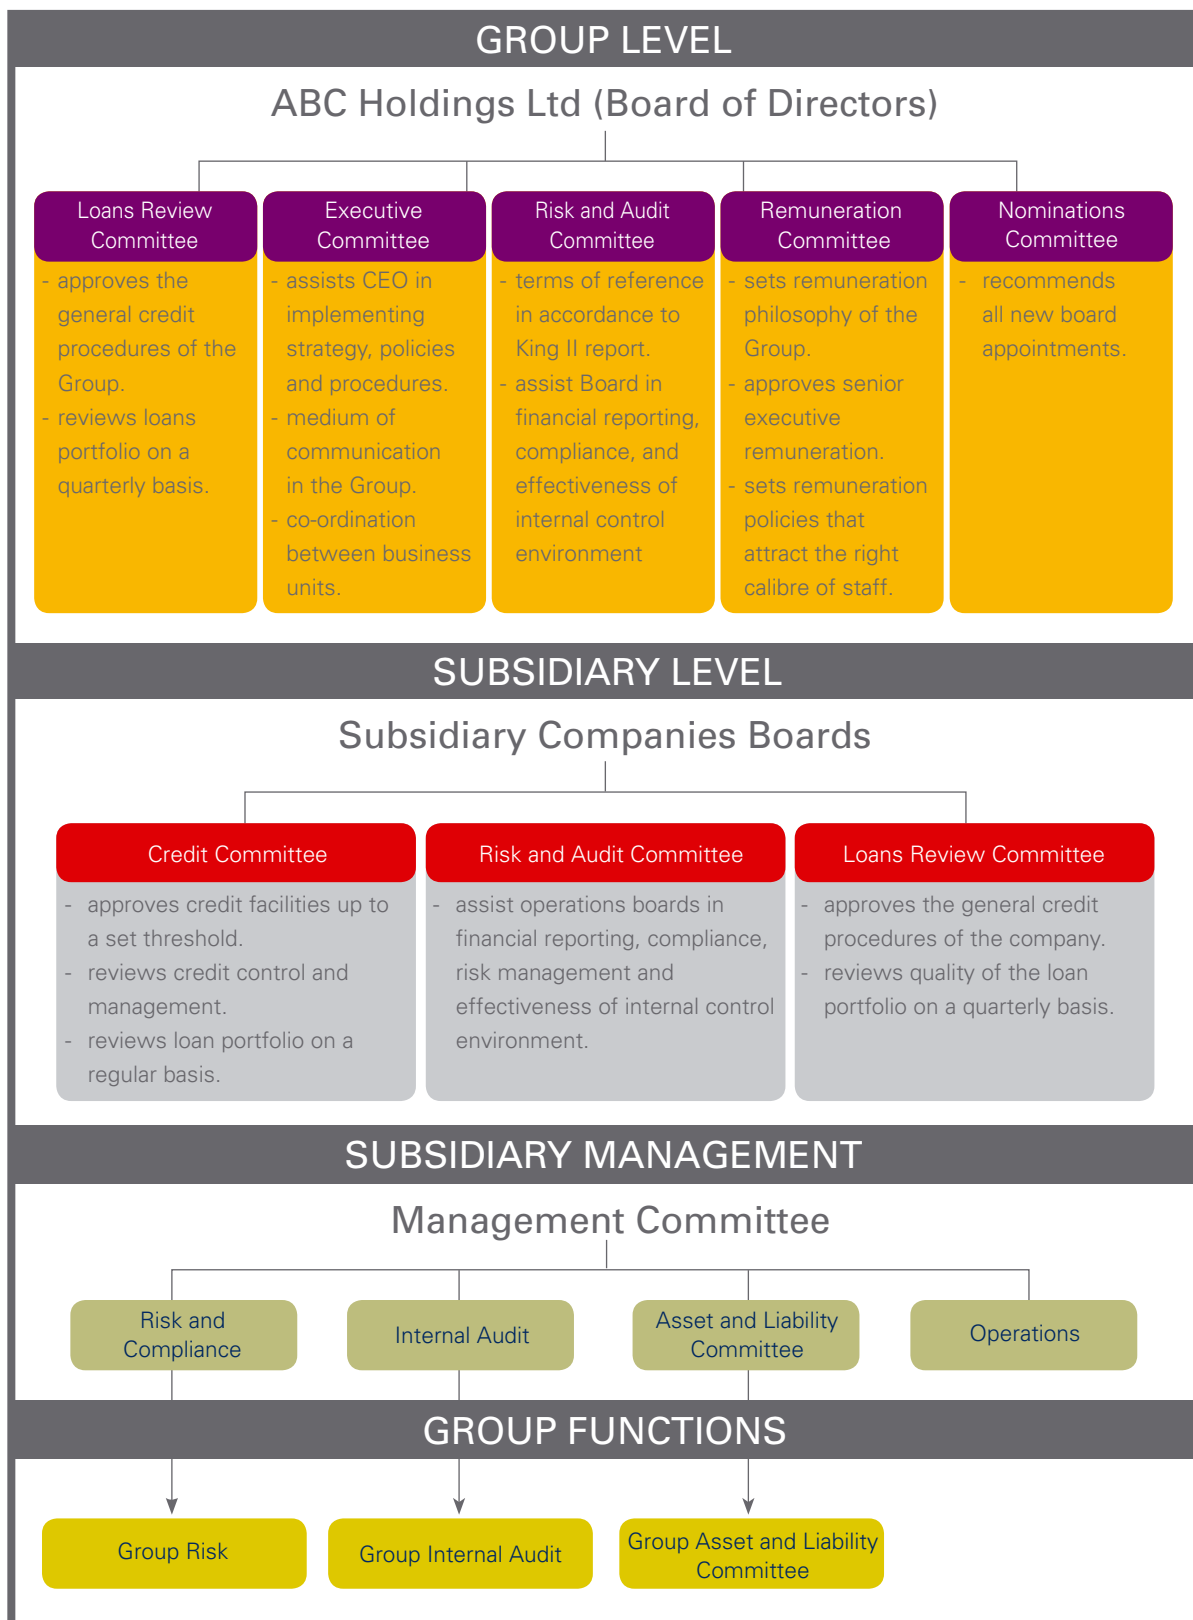 GROUP LEVEL
ABC Holdings Ltd (Board of Directors)
Loans Review
Committee
- approves the
general credit
procedures of the
Group.
- reviews loans
portfolio on a
quarterly basis.
Executive
Committee
- assists CEO in
implementing
strategy, policies
and procedures.
- medium of
communication
in the Group.
- co-ordination
between business
units.
Risk and Audit
Committee
- terms of reference
in accordance to
King II report.
- assist Board in
financial reporting,
compliance, and
effectiveness of
internal control
environment
Remuneration
Committee
- sets remuneration
philosophy of the
Group.
- approves senior
executive
remuneration.
- sets remuneration
policies that
attract the right
calibre of staff.
Nominations
Committee
- recommends
all new board
appointments.
SUBSIDIARY LEVEL
Subsidiary Companies Boards
Credit Committee
- approves credit facilities up to
a set threshold.
- reviews credit control and
management.
- reviews loan portfolio on a
regular basis.
Risk and Audit Committee
- assist operations boards in
financial reporting, compliance,
risk management and
effectiveness of internal control
environment.
Loans Review Committee
- approves the general credit
procedures of the company.
- reviews quality of the loan
portfolio on a quarterly basis.
SUBSIDIARY MANAGEMENT
Management Committee
Risk and
Compliance
Internal Audit
Asset and Liability
Committee
Operations
GROUP FUNCTIONS
Group Risk
Group Internal Audit
Group Asset and Liability
Committee